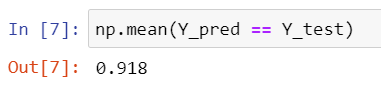 In [7]: np.mean(Y_pred == Y_test)
Out[7]: 0.918